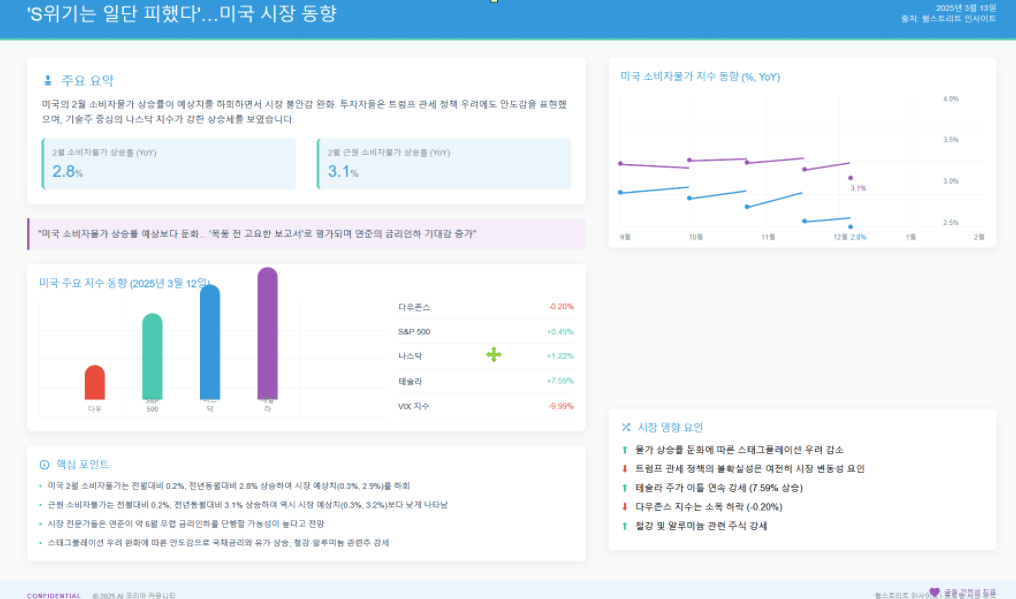 'S위기는 일단 피했다'...미국 시장 동향
2025년 3월 13일
출처: 월스트리트 인사이트
주요 요약
미국의 2월 소비자물가 상승률이 예상치를 하회하면서 시장 불안감 완화. 투자자들은 트럼프 관세 정책 우려에도 안도감을 표현했
으며, 기술주 중심의 나스닥 지수가 강한 상승세를 보였습니다.
2월 소비자물가 상승률 (YoY)
2.8%
2월 근원 소비자물가 상승률 (YoY)
3.1%
"미국 소비자물가 상승률 예상보다 둔화... '폭풍 전 고요한 보고서'로 평가되며 연준의 금리인하 기대감 증가"
미국 주요 지수 동향 (2025년 3월 12일)
다우
S&P
500
닥
라
다우존스 -0.20%
S&P 500 +0.49%
나스닥 +1.22%
테슬라 +7.59%
VIX 지수 -9.99%
핵심 포인트
• 미국 2월 소비자물가는 전월대비 0.2%, 전년동월대비 2.8% 상승하여 시장 예상치(0.3%, 2.9%)를 하회
• 근원 소비자물가는 전월대비 0.2%, 전년동월대비 3.1% 상승하여 역시 시장 예상치(0.3%, 3.2%)보다 낮게 나타남
• 시장 전문가들은 연준이 약 6월 무렵 금리인하를 단행할 가능성이 높다고 전망
• 스태그플레이션 우려 완화에 따른 안도감으로 국채금리와 유가 상승, 철강·알루미늄 관련주 강세
미국 소비자물가 지수 동향 (%, YoY)
4.0%
3.5%
3.0%
2.5%
3.1%
9월 10월 11월 12월 2.8% 1월 2월
시장 영향 요인
물가 상승률 둔화에 따른 스태그플레이션 우려 감소
트럼프 관세 정책의 불확실성은 여전히 시장 변동성 요인
테슬라 주가 이틀 연속 강세 (7.59% 상승)
다우존스 지수는 소폭 하락 (-0.20%)
철강 및 알루미늄 관련 주식 강세
CONFIDENTIAL © 2025 AI 코리아 커뮤니티
월스트리트 인사이트